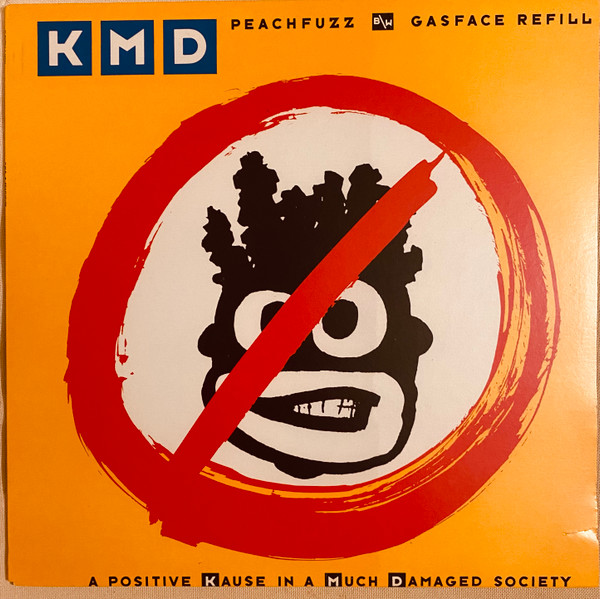 KMD PEACHFUZZ B/W GASFACE REFILL
A POSITIVE KAUSE IN A MUCH DAMAGED SOCIETY